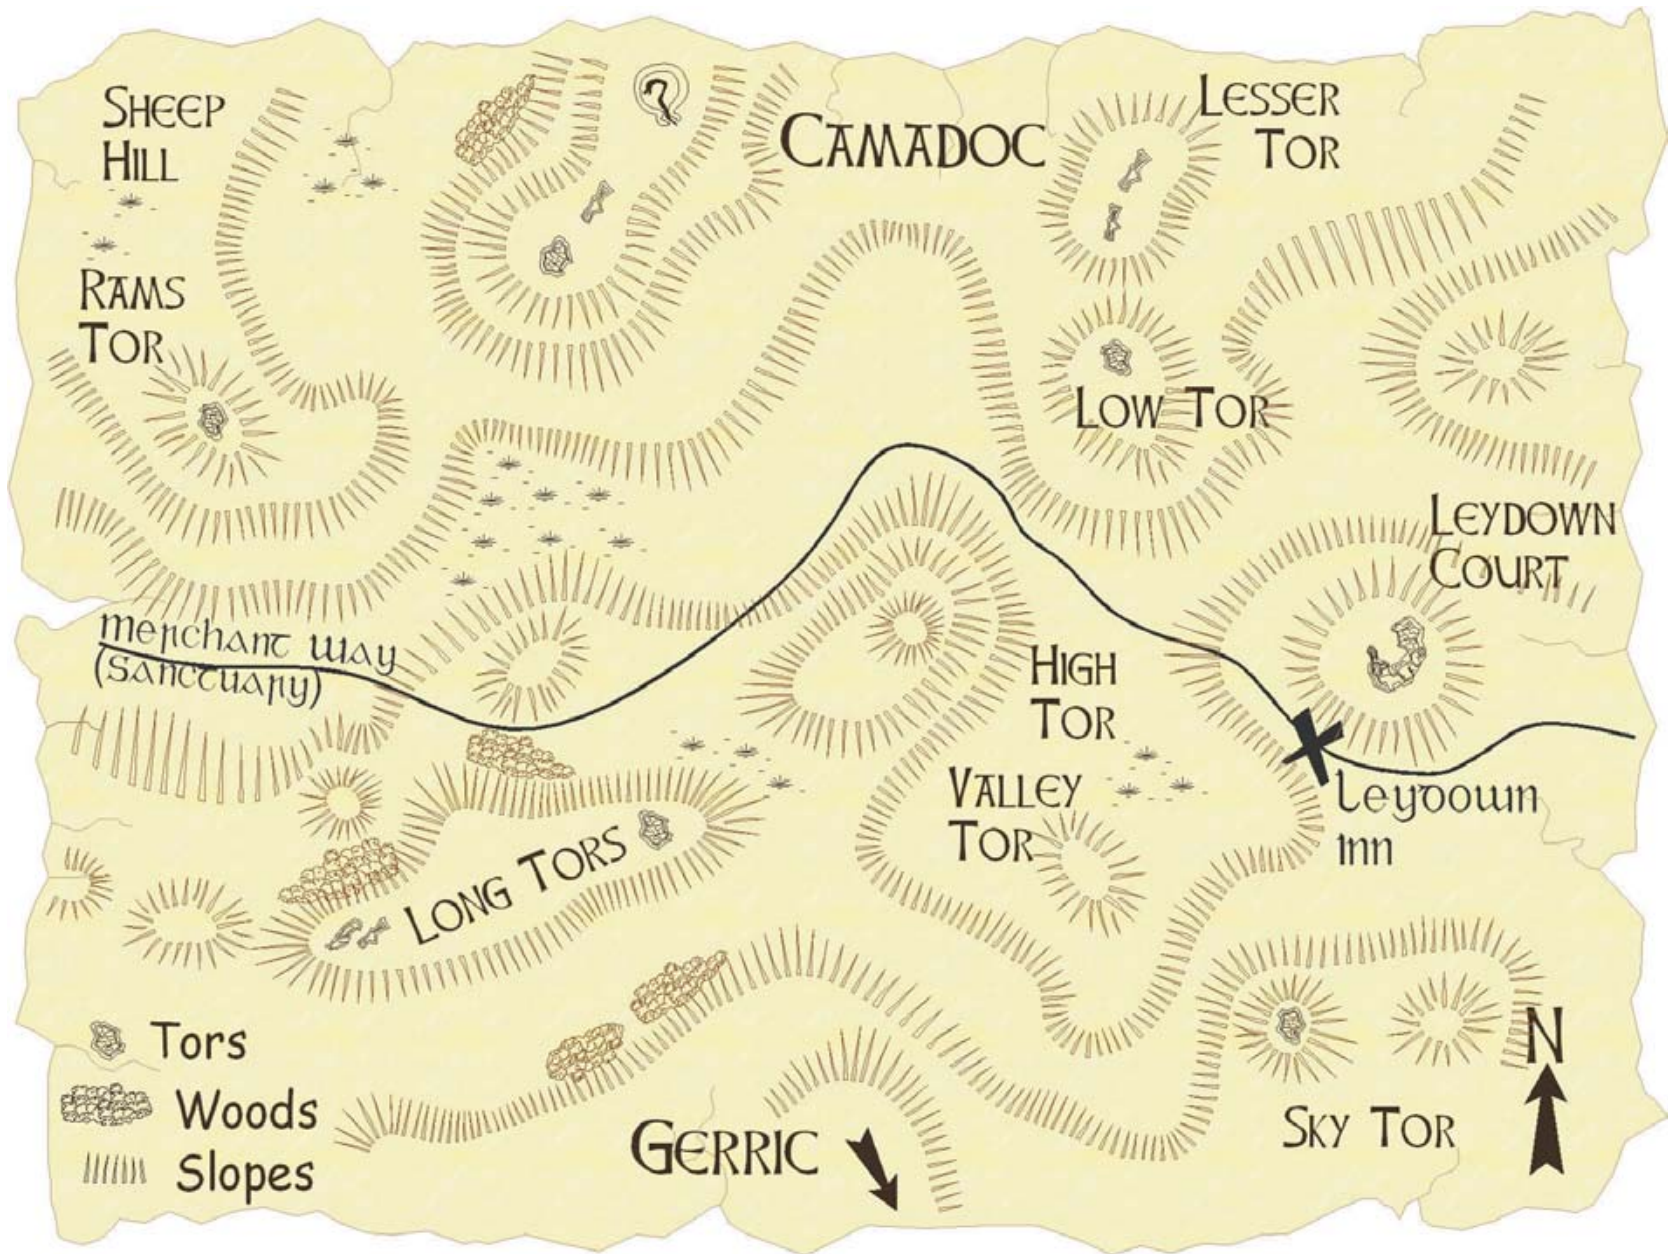 SHEEP
HILL
CAMADOC
LESSER
TOR
RAMS
TOR
LOW TOR
LEYDOWN
COURT
merchant way
(sanctuary)
HIGH
TOR
VALLEY
TOR
Leydown
Inn
LONG TORS
Tors
Woods
Slopes
GERRIC
SKY TOR
N